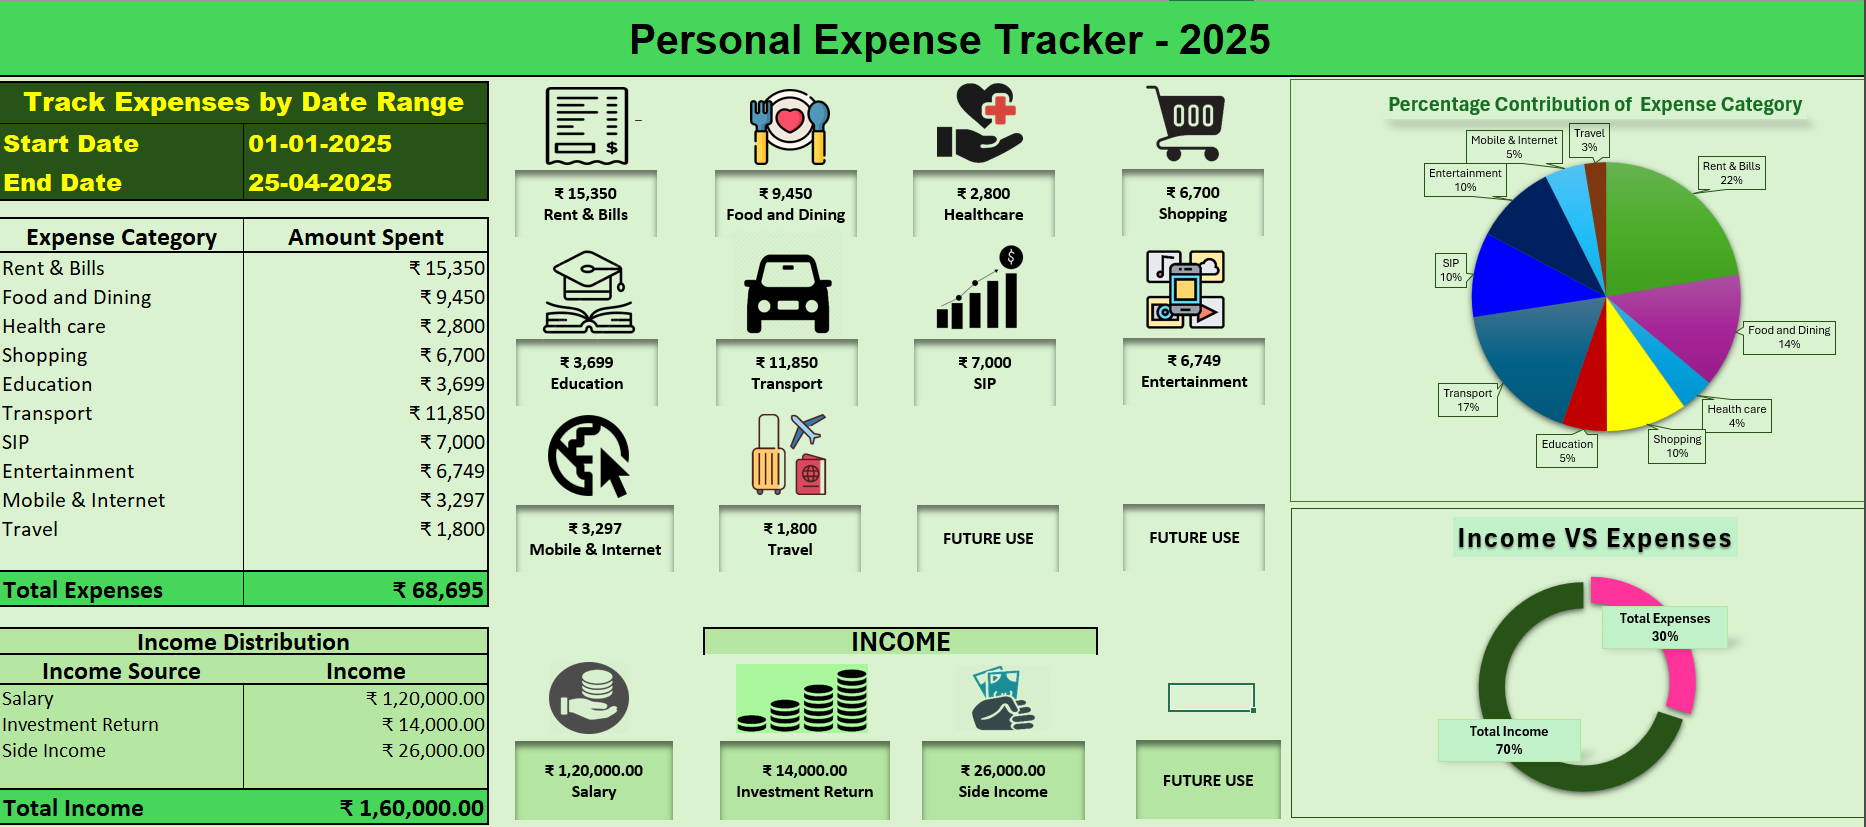 Personal Expense Tracker - 2025
Track Expenses by Date Range
Start Date 01-01-2025
End Date 25-04-2025
Expense Category Amount Spent
Rent & Bills ₹ 15,350
Food and Dining ₹ 9,450
Health care ₹ 2,800
Shopping ₹ 6,700
Education ₹ 3,699
Transport ₹ 11,850
SIP ₹ 7,000
Entertainment ₹ 6,749
Mobile & Internet ₹ 3,297
Travel ₹ 1,800
Total Expenses ₹ 68,695
Income Distribution
Income Source Income
Salary ₹ 1,20,000.00
Investment Return ₹ 14,000.00
Side Income ₹ 26,000.00
Total Income ₹ 1,60,000.00
$
₹ 15,350
Rent & Bills
₹ 9,450
Food and Dining
₹ 2,800
Healthcare
₹ 6,700
Shopping
₹ 3,699
Education
₹ 11,850
Transport
$
₹ 7,000
SIP
₹ 6,749
Entertainment
₹ 3,297
Mobile & Internet
₹ 1,800
Travel
FUTURE USE
FUTURE USE
INCOME
₹ 1,20,000.00
Salary
₹ 14,000.00
Investment Return
₹ 26,000.00
Side Income
FUTURE USE
Percentage Contribution of Expense Category
Travel
3%
Mobile & Internet
5%
Rent & Bills
22%
Entertainment
10%
SIP
10%
Food and Dining
14%
Transport
17%
Health care
4%
Education
5%
Shopping
10%
Income VS Expenses
Total Expenses
30%
Total Income
70%